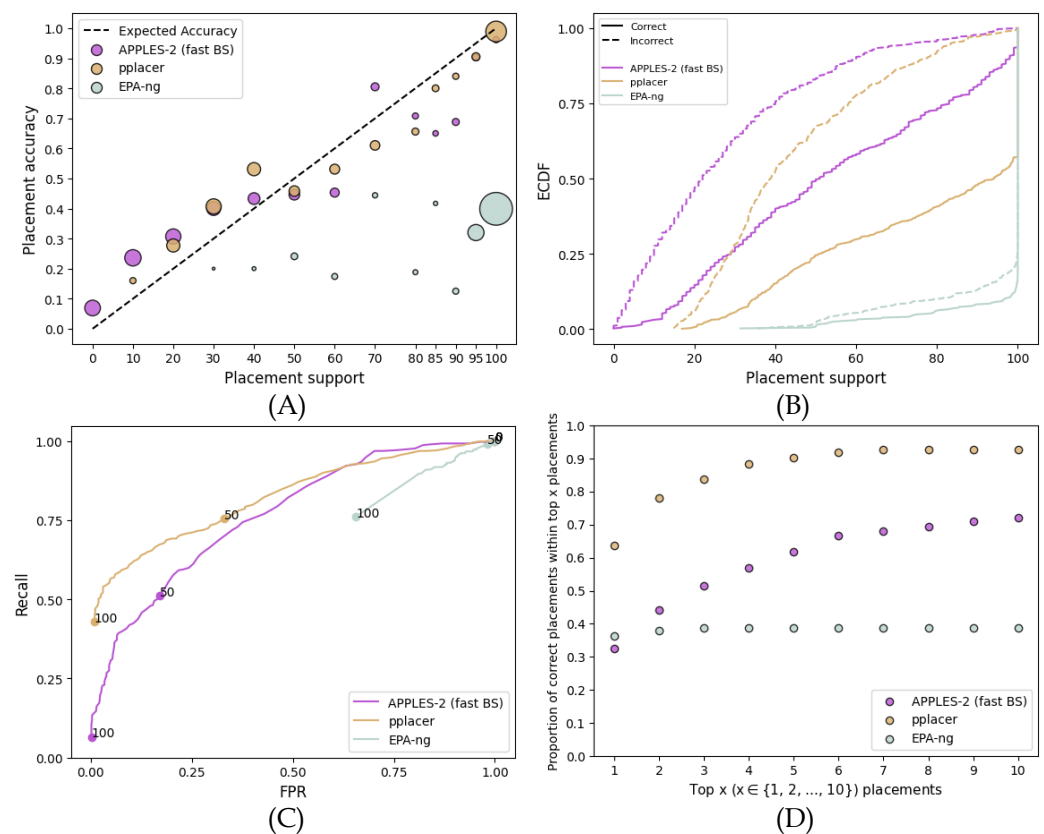 1.0
0.9
0.8
0.7
0.6
0.5
0.4
0.3
0.2
0.1
0.0
Placement accuracy
Expected Accuracy
APPLES-2 (fast BS)
pplacer
EPA-ng
0 10 20 30 40 50 60 70 80 85 90 95 100
Placement support
(A)
1.00
0.75
0.50
0.25
0.00
ECDF
Correct
Incorrect
APPLES-2 (fast BS)
pplacer
EPA-ng
0 20 40 60 80 100
Placement support
(B)
1.00
0.75
0.50
0.25
0.00
Recall
50
100
50
100
50
100
APPLES-2 (fast BS)
pplacer
EPA-ng
0.00 0.25 0.50 0.75 1.00
FPR
(C)
1.0
0.9
0.8
0.7
0.6
0.5
0.4
0.3
0.2
0.1
0.0
Proportion of correct placements within top x placements
APPLES-2 (fast BS)
pplacer
EPA-ng
1 2 3 4 5 6 7 8 9 10
Top x (x ∈ {1, 2, ..., 10}) placements
(D)